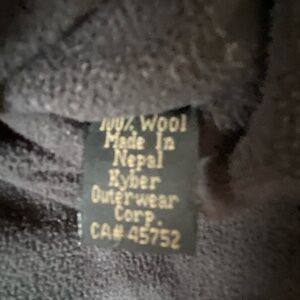 100% Wool
Made In
Nepal
Kyber
Outerwear
Corp.
CA# 45752